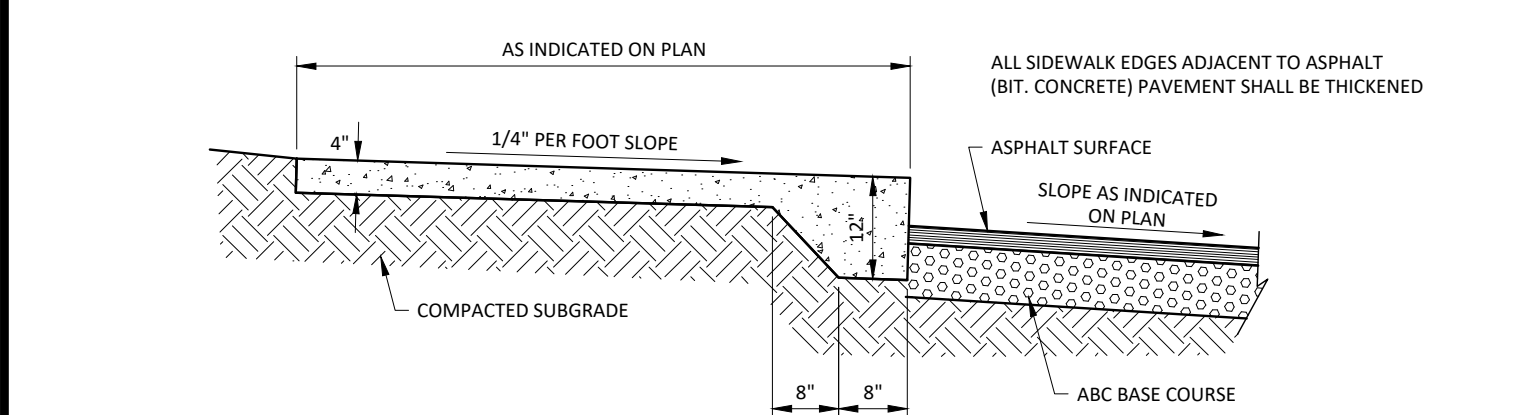 AS INDICATED ON PLAN
ALL SIDEWALK EDGES ADJACENT TO ASPHALT
(BIT. CONCRETE) PAVEMENT SHALL BE THICKENED
4"
1/4" PER FOOT SLOPE
ASPHALT SURFACE
SLOPE AS INDICATED
ON PLAN
12"
COMPACTED SUBGRADE
8"
8"
ABC BASE COURSE